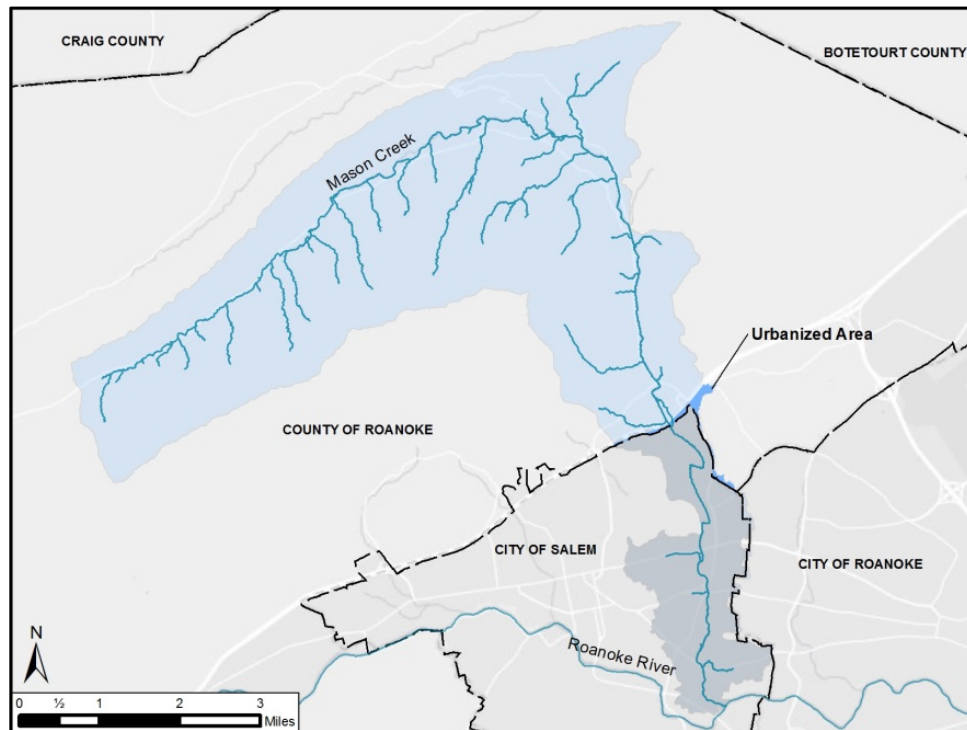 CRAIG COUNTY
BOTETOURT COUNTY
Mason Creek
Urbanized Area
COUNTY OF ROANOKE
CITY OF SALEM
CITY OF ROANOKE
Roanoke River
N
0 ½ 1 2 3
Miles